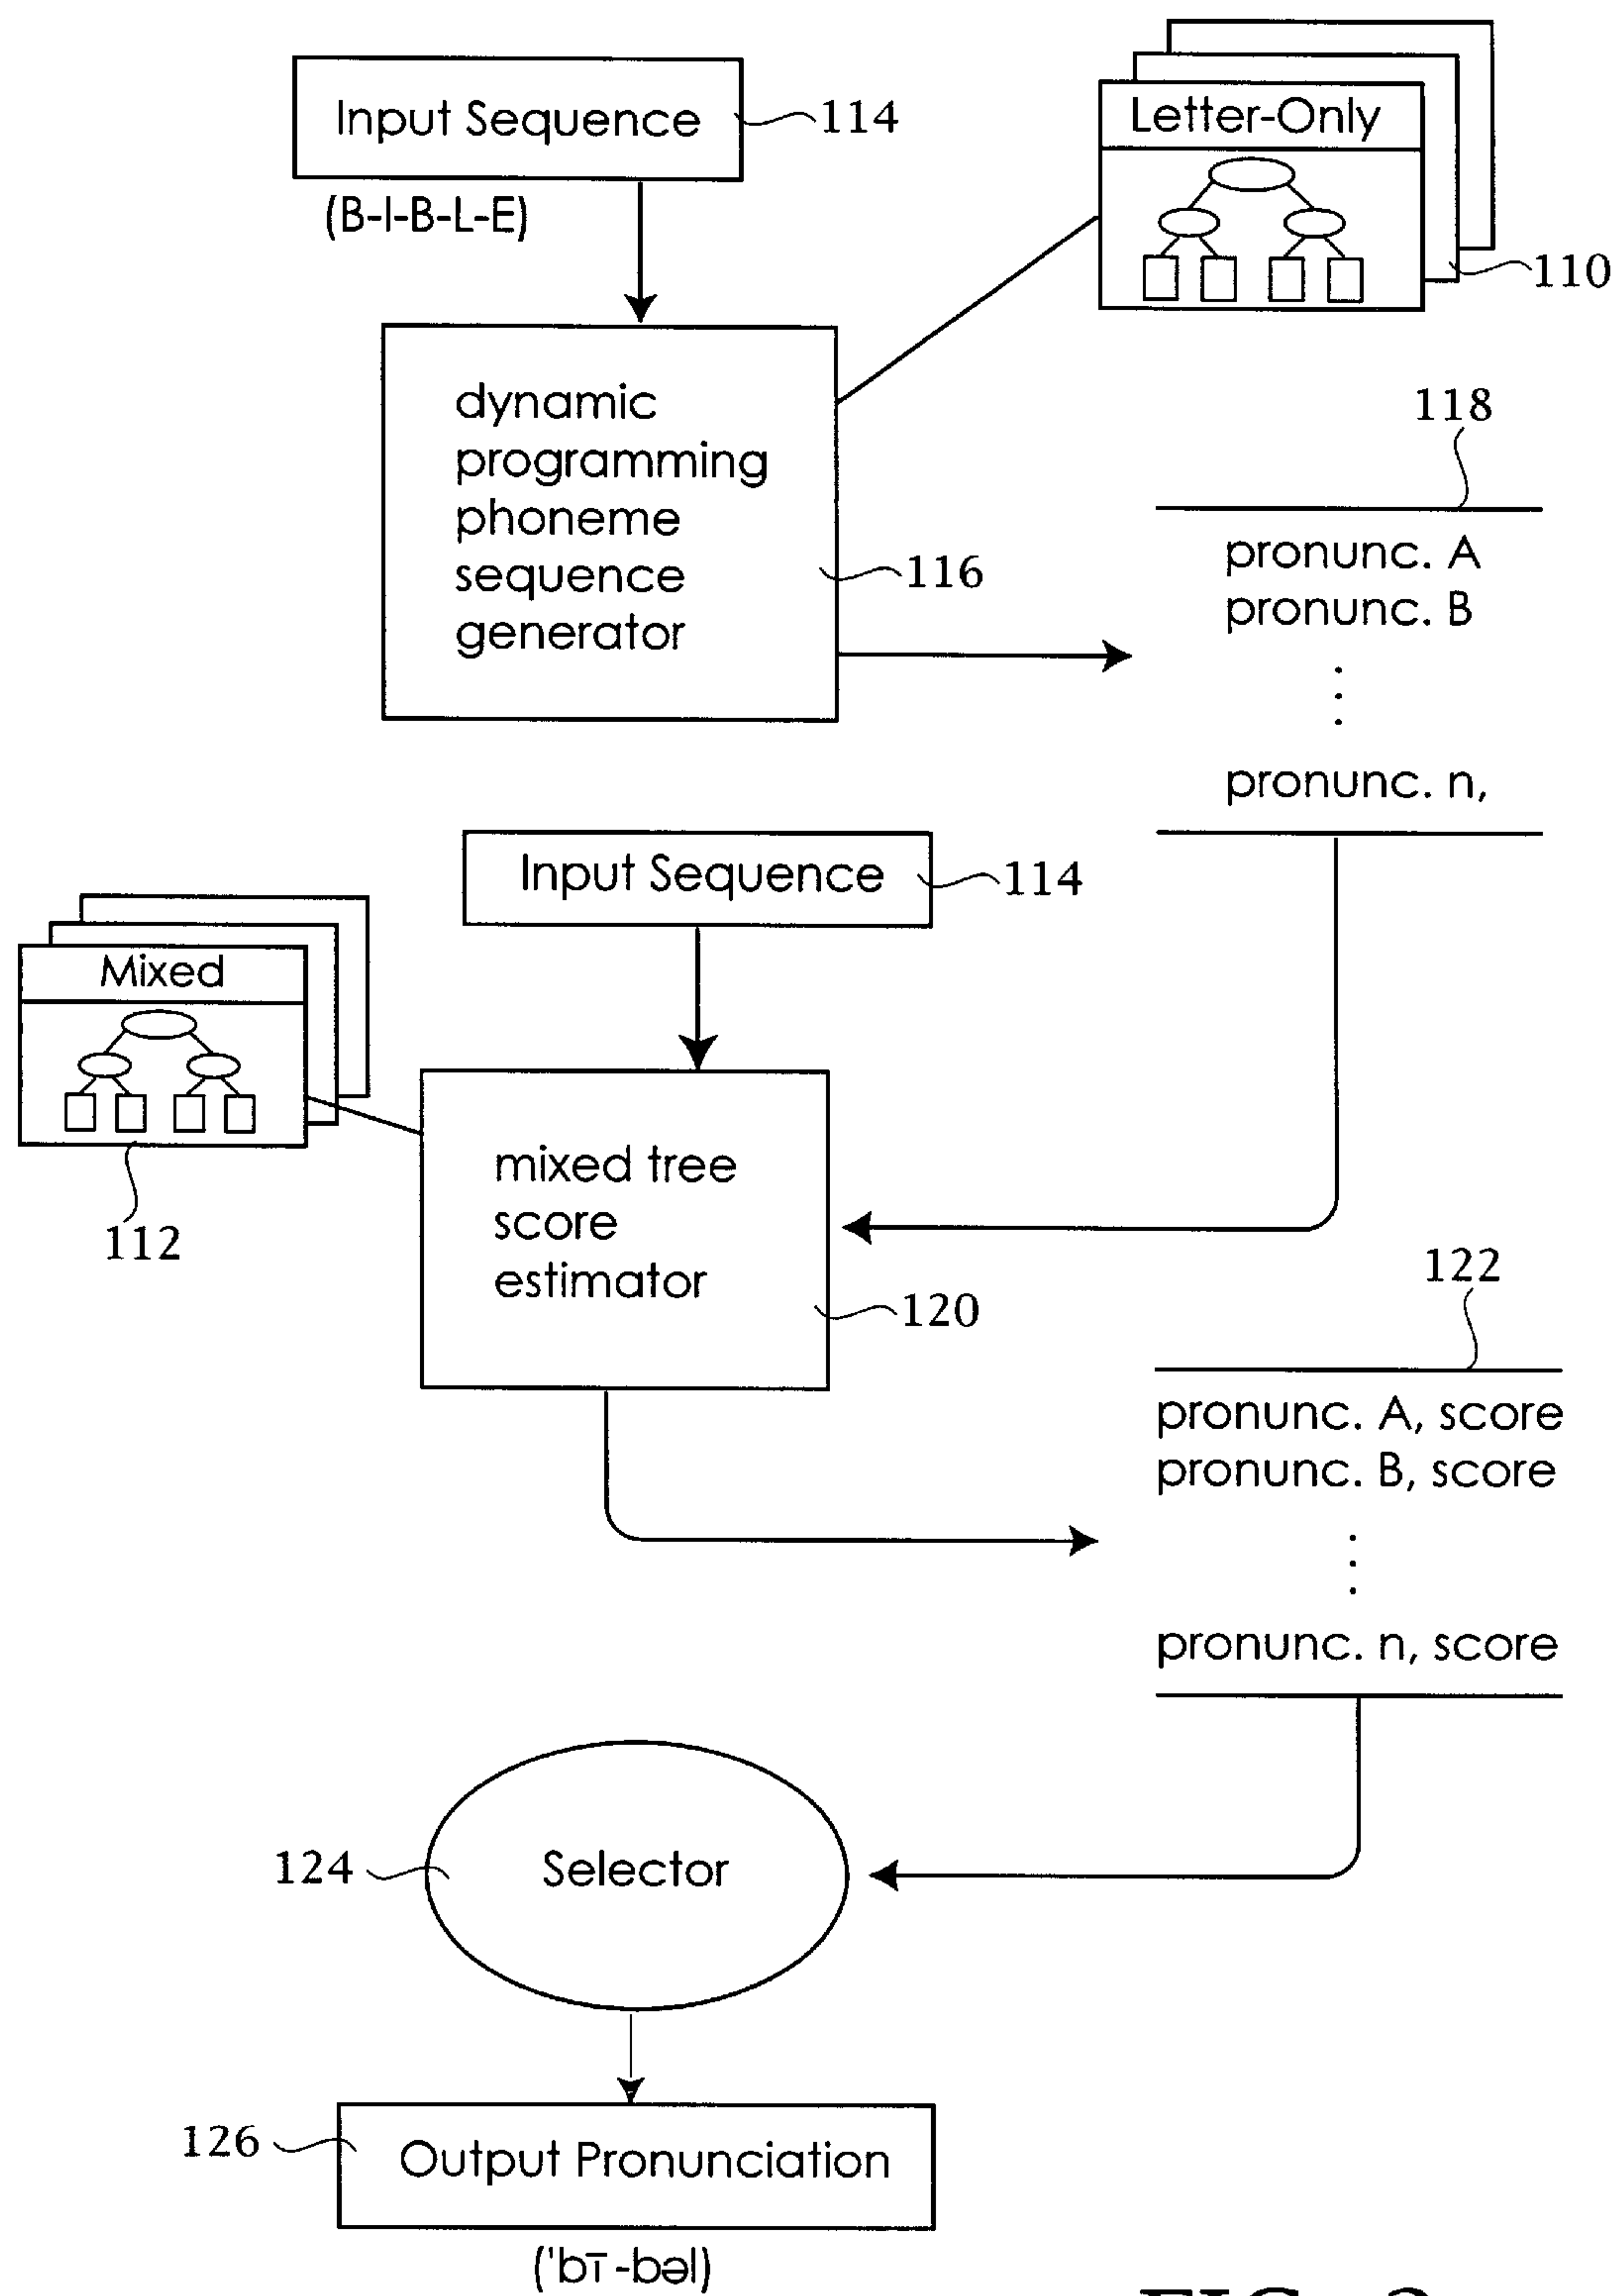 Input Sequence
114
(B-I-B-L-E)
Letter-Only
110
dynamic
programming
phoneme
sequence
generator
116
118
pronunc. A
pronunc. B
pronunc. n,
Input Sequence
114
Mixed
112
mixed tree
score
estimator
120
122
pronunc. A, score
pronunc. B, score
pronunc. n, score
124
Selector
126
Output Pronunciation
('bī-bəl)